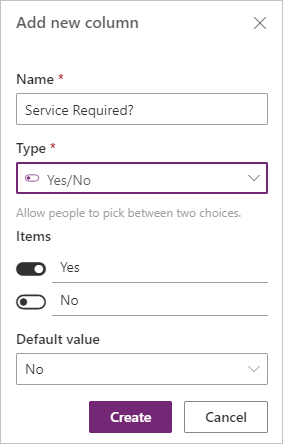 Add new column
Name *
Service Required?
Type *
Yes/No
Allow people to pick between two choices.
Items
Yes
No
Default value
No
Create Cancel